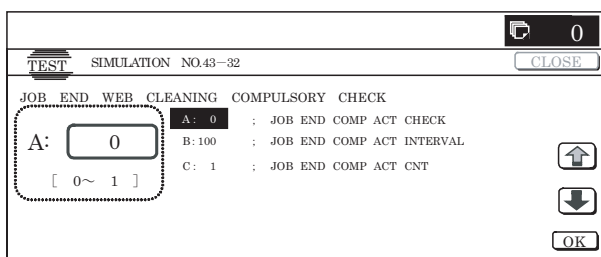 0
TEST SIMULATION NO.43-32 CLOSE
JOB END WEB CLEANING COMPULSORY CHECK
A: 0
[ 0～ 1 ]
A: 0 ; JOB END COMP ACT CHECK
B:100 ; JOB END COMP ACT INTERVAL
C: 1 ; JOB END COMP ACT CNT
OK